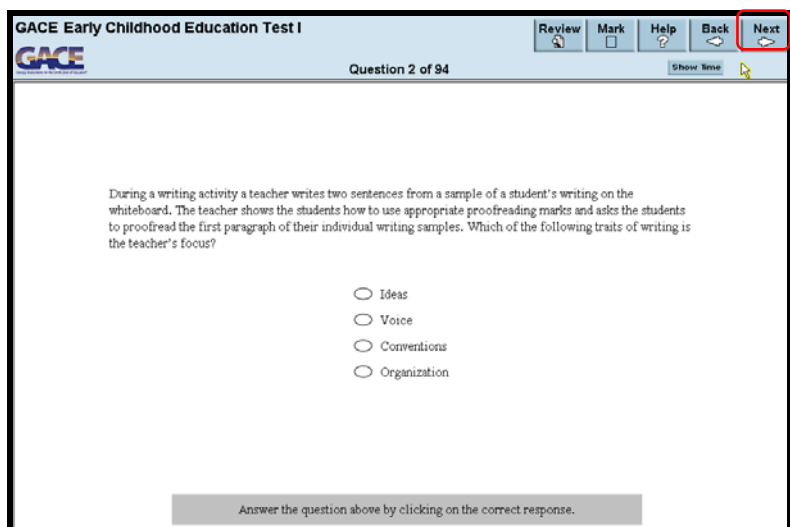 GACE Early Childhood Education Test I
Review
Mark
Help
Back
Next
GACE
Question 2 of 94
Show Time
During a writing activity a teacher writes two sentences from a sample of a student's writing on the
whiteboard. The teacher shows the students how to use appropriate proofreading marks and asks the students
to proofread the first paragraph of their individual writing samples. Which of the following traits of writing is
the teacher's focus?
Ideas
Voice
Conventions
Organization
Answer the question above by clicking on the correct response.